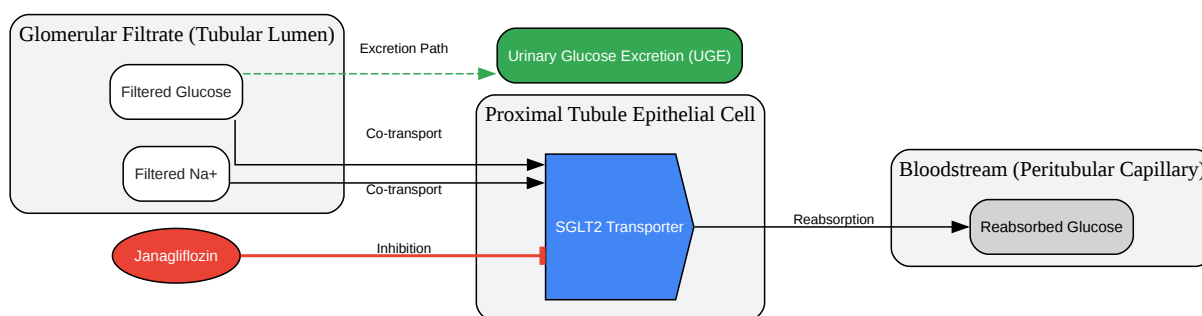 Glomerular Filtrate (Tubular Lumen)
Filtered Glucose
Filtered Na+
Janagliflozin
Excretion Path
Urinary Glucose Excretion (UGE)
Proximal Tubule Epithelial Cell
Co-transport
Co-transport
Inhibition
SGLT2 Transporter
Reabsorption
Bloodstream (Peritubular Capillary)
Reabsorbed Glucose